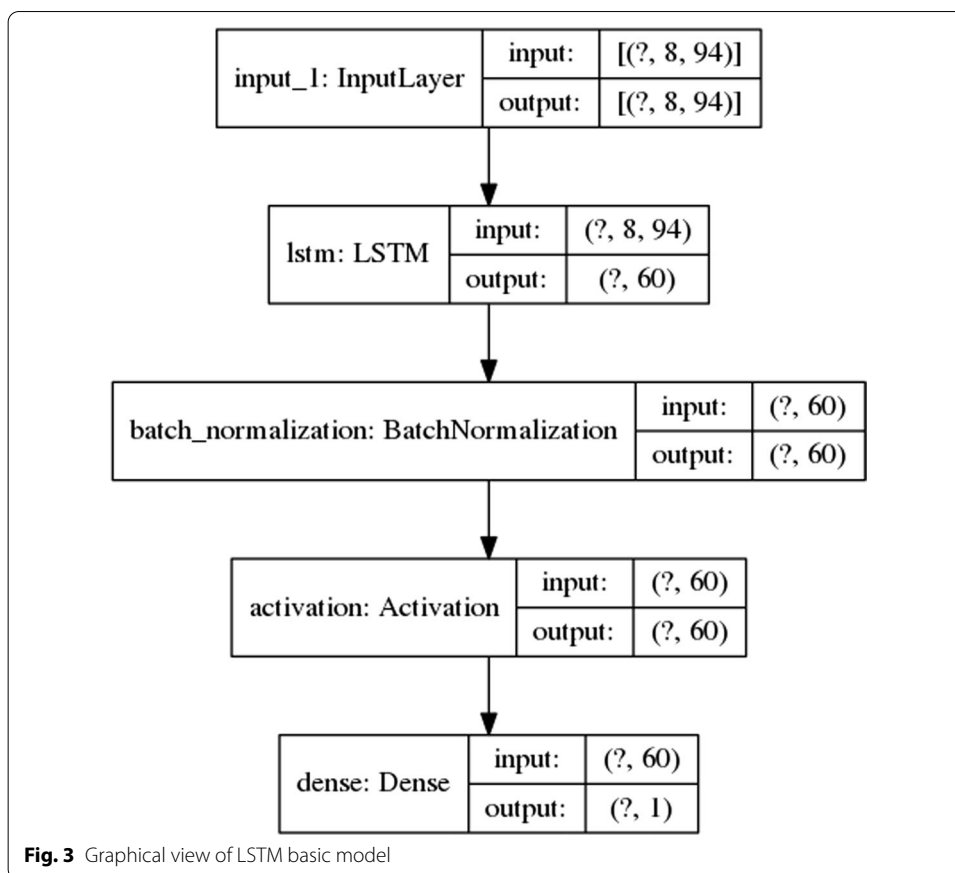 input_1: InputLayer
input:
[(?, 8, 94)]
output:
[(?, 8, 94)]
lstm: LSTM
input:
(?, 8, 94)
output:
(?, 60)
batch_normalization: BatchNormalization
input:
(?, 60)
output:
(?, 60)
activation: Activation
input:
(?, 60)
output:
(?, 60)
dense: Dense
input:
(?, 60)
output:
(?, 1)
Fig. 3 Graphical view of LSTM basic model